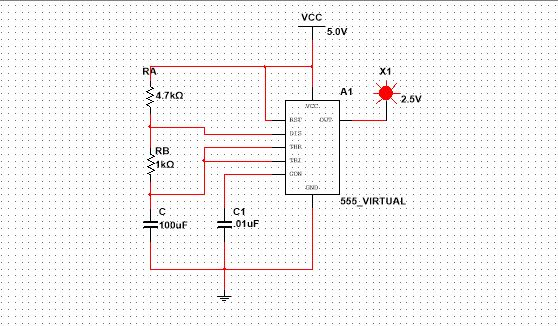 VCC
5.0V
RA
4.7kΩ
A1
X1
2.5V
VCC
RST
OUT
DIS
THR
TRI
CON
GND
RB
1kΩ
555_VIRTUAL
C
100uF
C1
.01uF